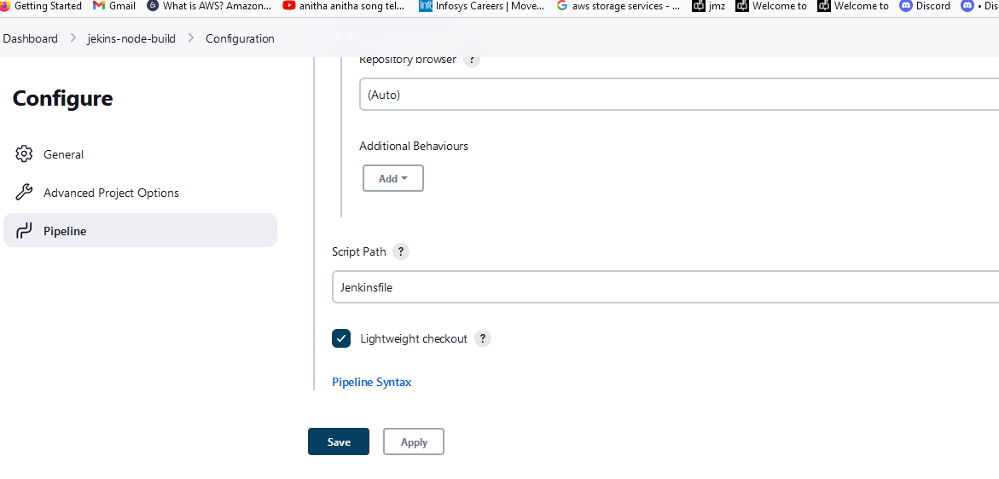 Getting Started Gmail What is AWS? Amazon... anitha anitha song tel... Info Infosys Careers | Move... aws storage services - ... jmz Welcome to Welcome to Discord • Dis
Dashboard jekins-node-build Configuration
Repository browser ?
Configure
(Auto)
General
Additional Behaviours
Add
Advanced Project Options
Pipeline
Script Path ?
Jenkinsfile
Lightweight checkout ?
Pipeline Syntax
Save Apply